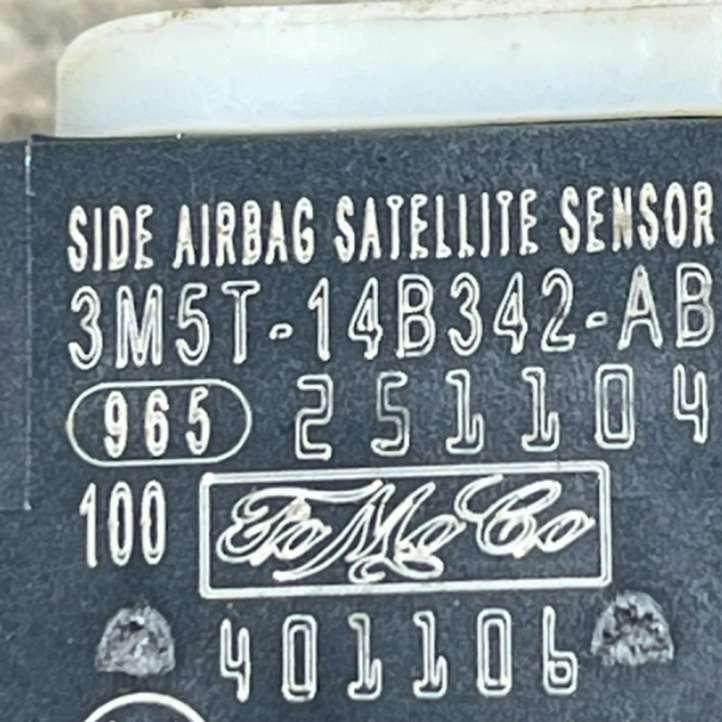 SIDE AIRBAG SATELLITE SENSOR
3M5T-14B342-AB
965 251104
100 FoMoCo
401106